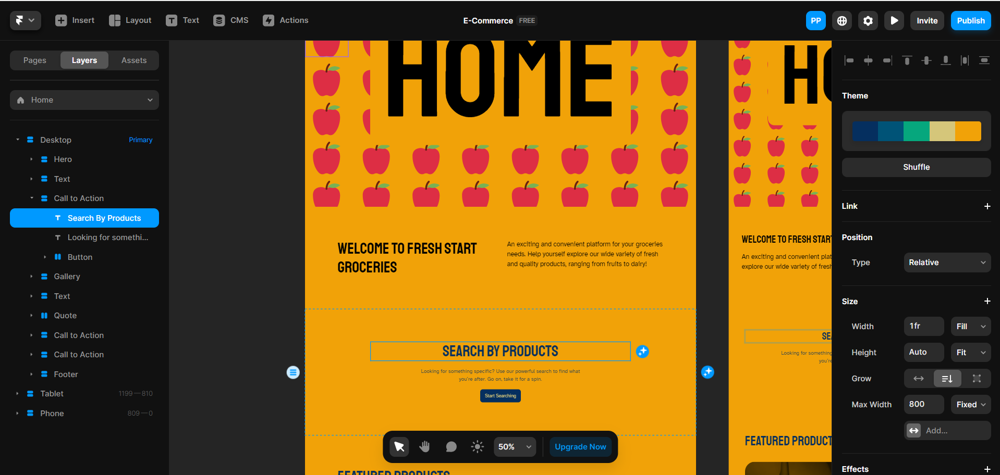 Insert
Layout
Text
CMS
Actions
E-Commerce FREE
PP
Invite
Publish
Pages
Layers
Assets
Home
Desktop
Primary
Hero
Text
Call to Action
Search By Products
Looking for somethi...
Button
Gallery
Text
Quote
Call to Action
Call to Action
Footer
Tablet
1199—810
Phone
809—0
HOME
WELCOME TO FRESH START
GROCERIES
An exciting and convenient platform for your groceries
needs. Help yourself explore our wide variety of fresh
and quality products, ranging from fruits to dairy!
SEARCH BY PRODUCTS
Looking for something specific? Use our powerful search to find what
you're after. Go on, take it for a spin.
Start Searching
FEATURED PRODUCTS
50%
Upgrade Now
HO
WELCOME TO FRESH START
An exciting and convenient plat
explore our wide variety of fresh
SE
Looking for something
you're
FEATURED PRODUCT
Theme
Shuffle
Link
Position
Type
Relative
Size
Width
1fr
Fill
Height
Auto
Fit
Grow
Max Width
800
Fixed
Add...
Effects